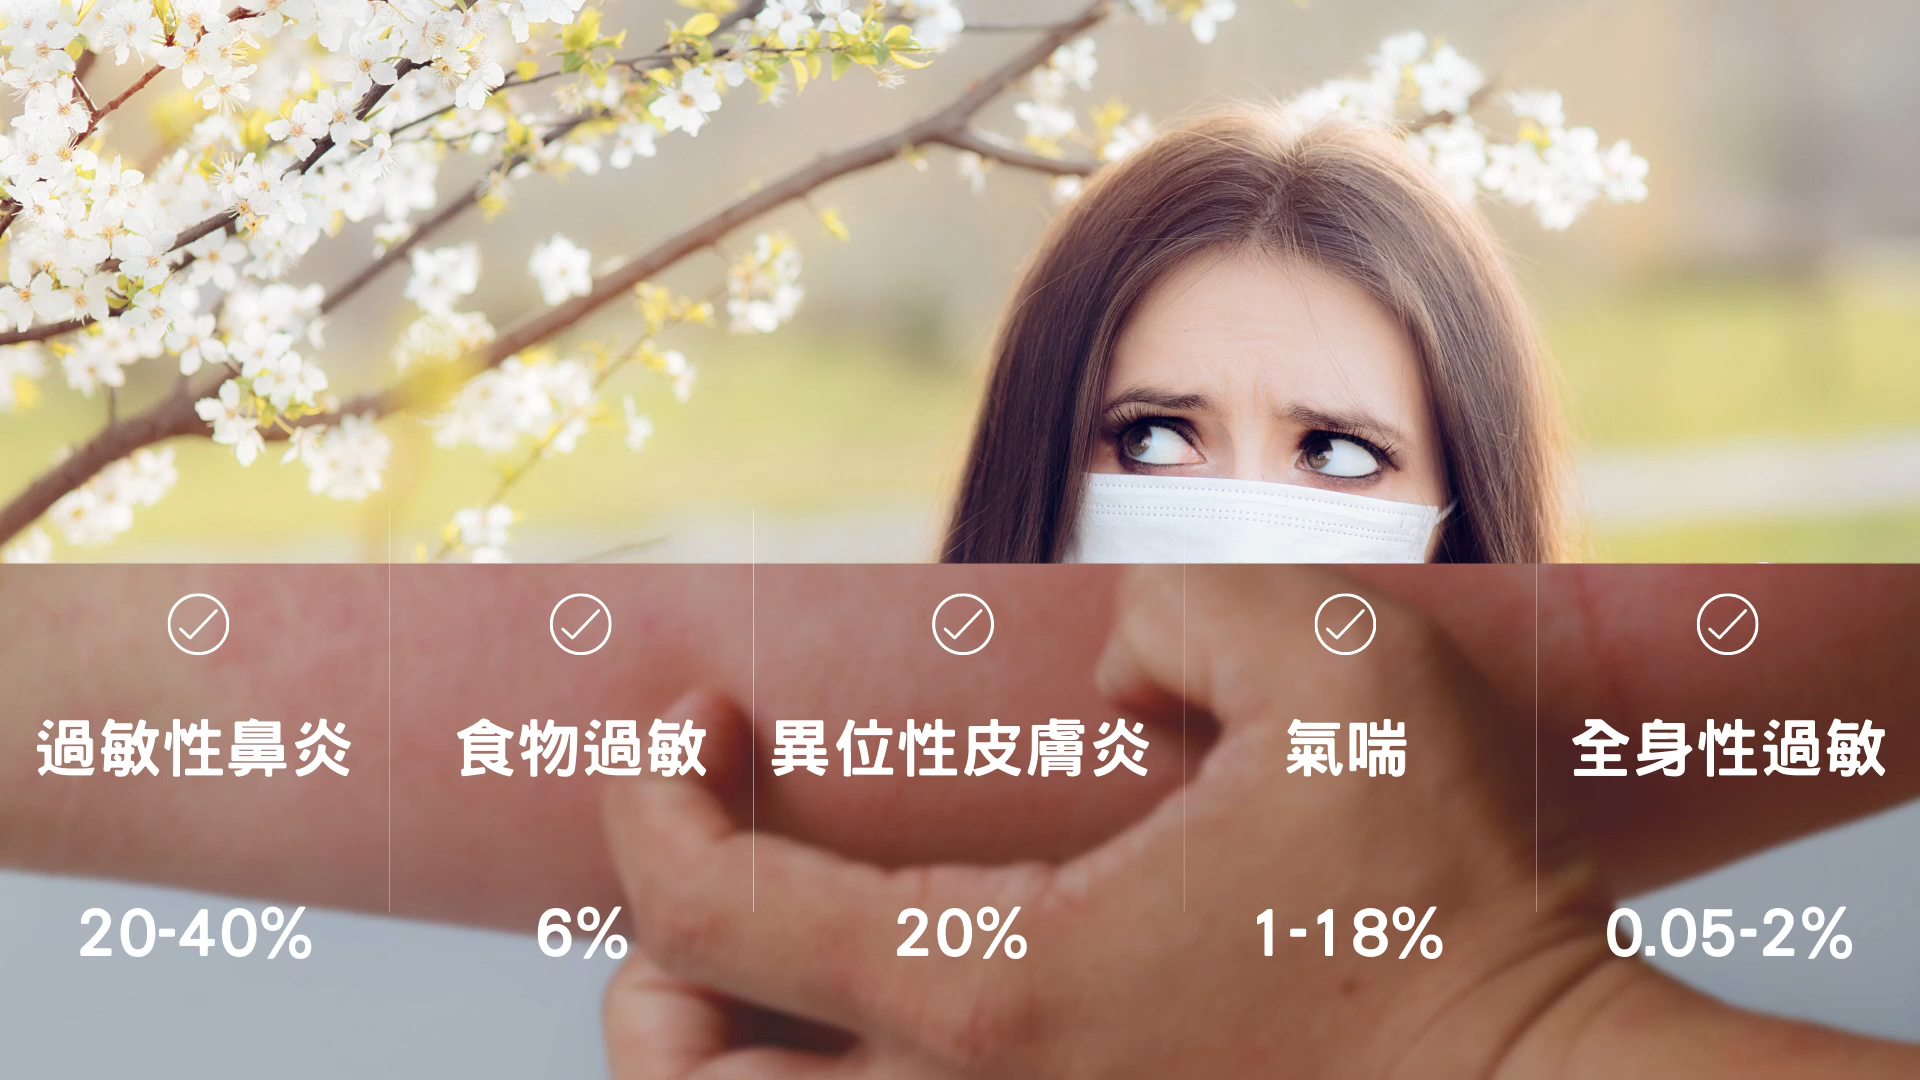 過敏性鼻炎
食物過敏
異位性皮膚炎
氣喘
全身性過敏
20-40%
6%
20%
1-18%
0.05-2%